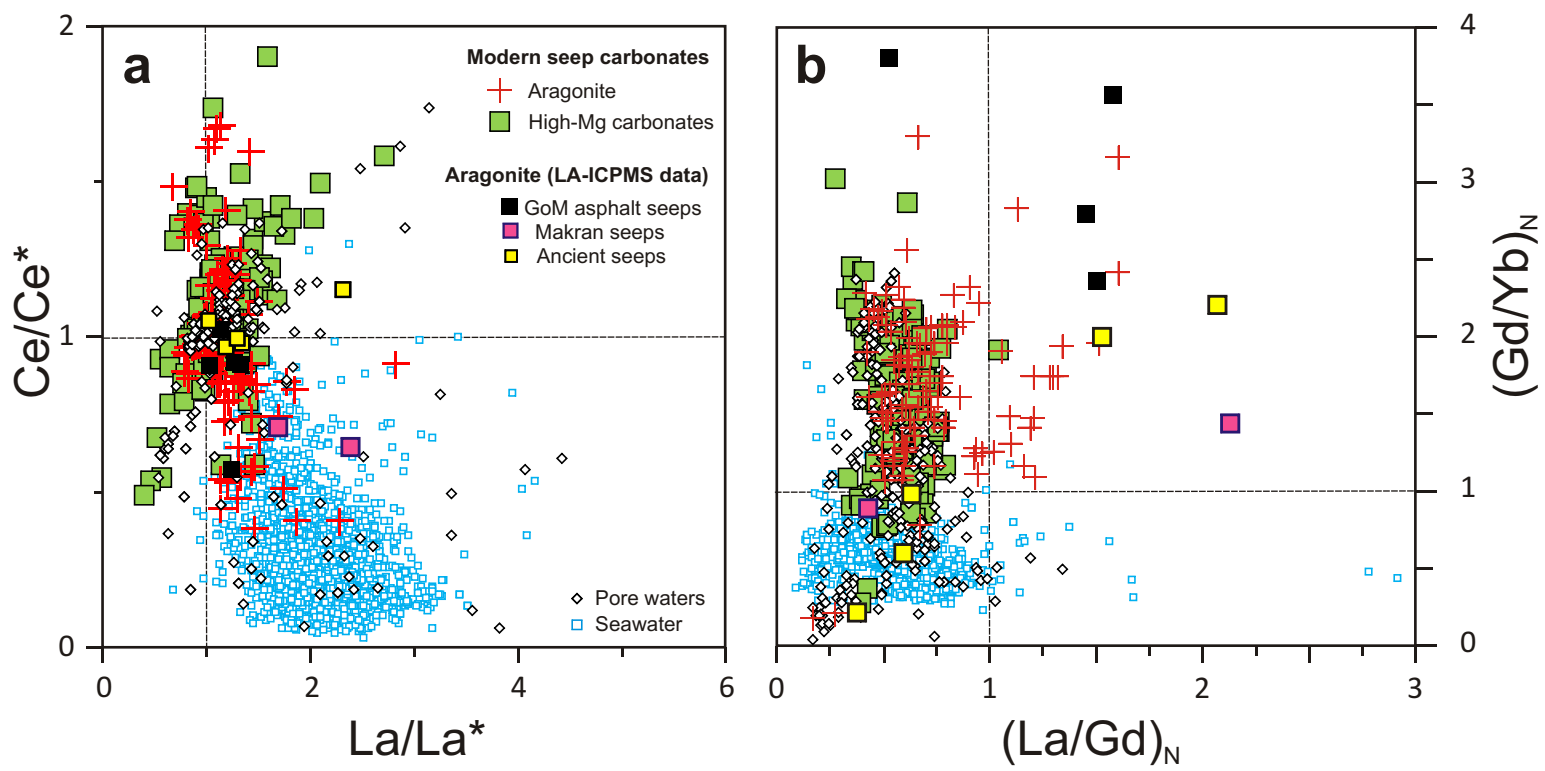 a
Modern seep carbonates
Aragonite
High-Mg carbonates
Aragonite (LA-ICPMS data)
GoM asphalt seeps
Makran seeps
Ancient seeps
Pore waters
Seawater
2
1
0
Ce/Ce*
0
2
4
6
La/La*
b
4
3
2
1
0
(Gd/Yb)N
0
1
2
3
(La/Gd)N